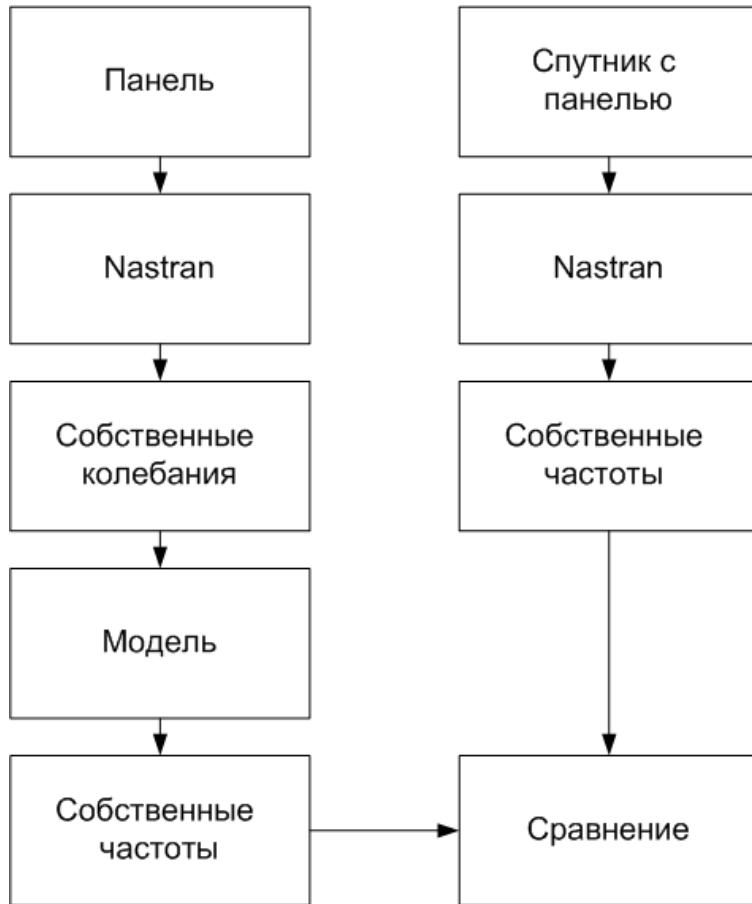 Панель
Nastran
Собственные
колебания
Модель
Собственные
частоты
Спутник с
панелью
Nastran
Собственные
частоты
Сравнение